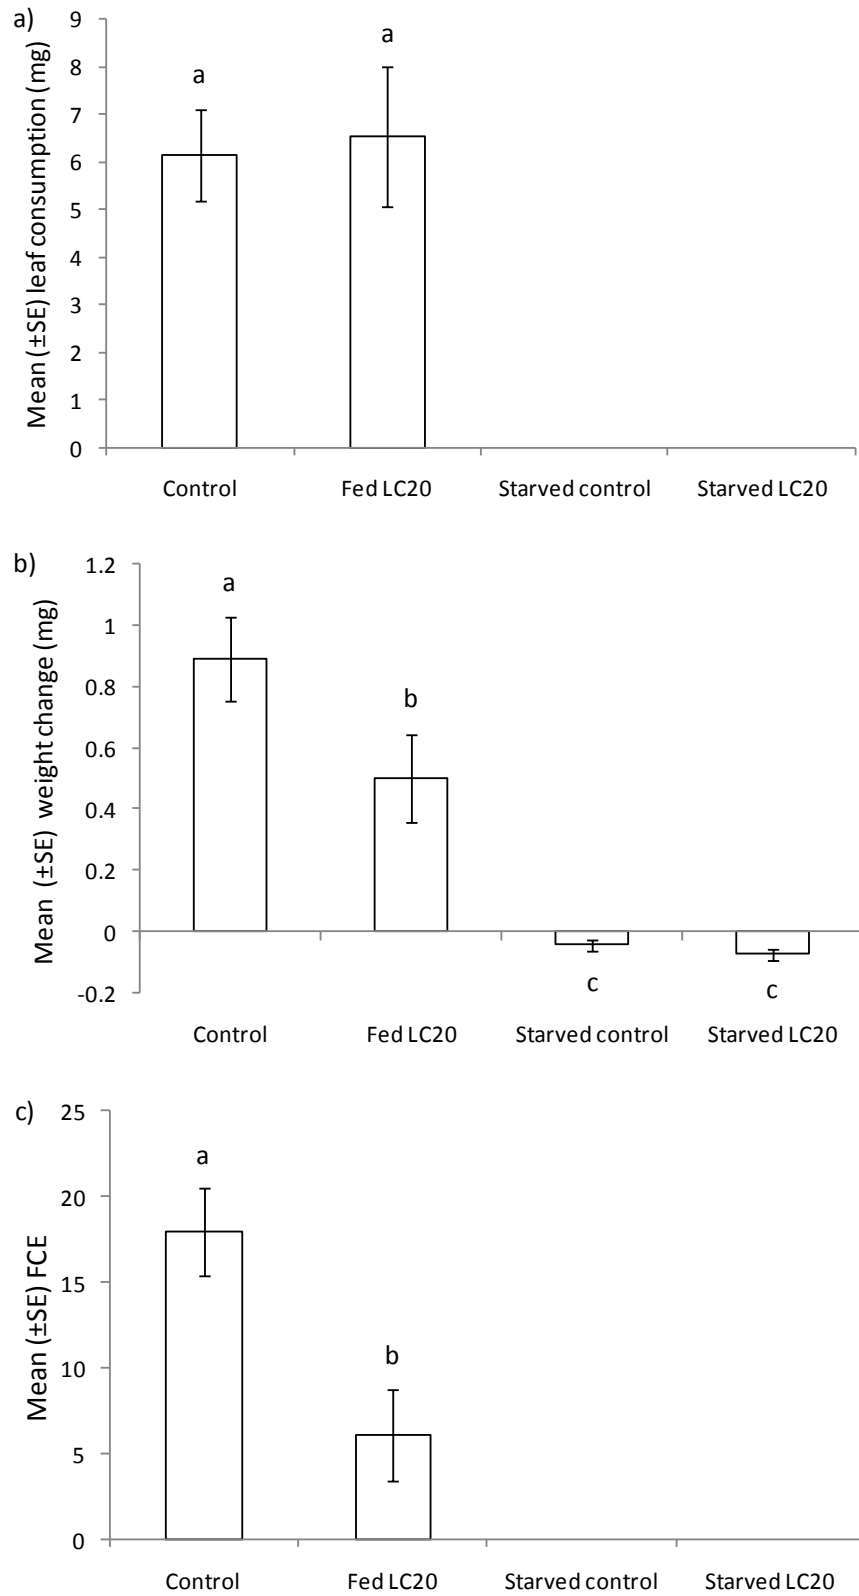 a)
Mean (±SE) leaf consumption (mg)
9
8
7
6
5
4
3
2
1
0
a
a
Control
Fed LC20
Starved control
Starved LC20
b)
Mean (±SE) weight change (mg)
1.2
1
0.8
0.6
0.4
0.2
0
-0.2
a
b
c
c
Control
Fed LC20
Starved control
Starved LC20
c)
Mean (±SE) FCE
25
20
15
10
5
0
a
b
Control
Fed LC20
Starved control
Starved LC20